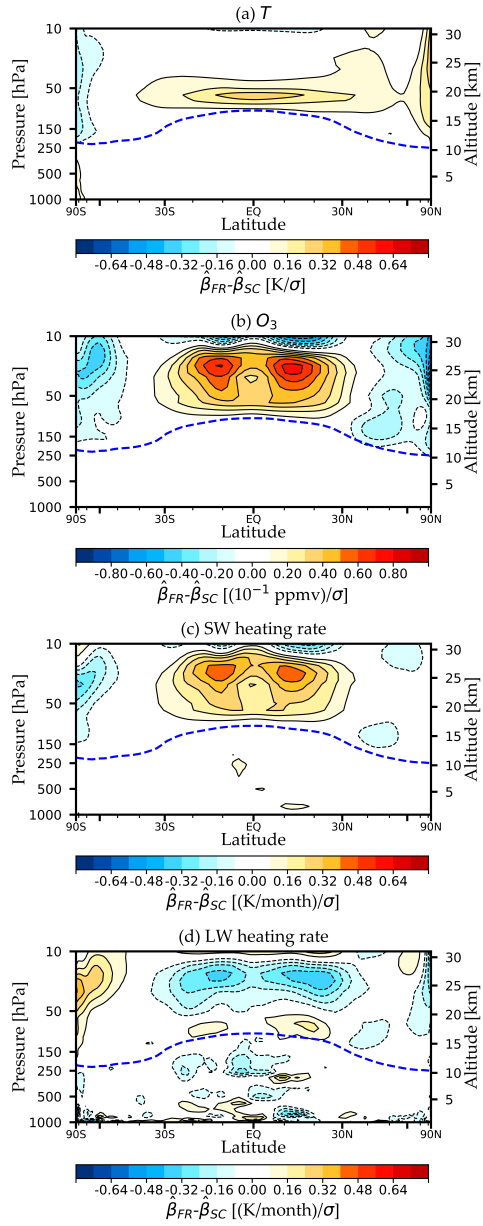 (a) T
10
50
150
250
500
1000
Pressure [hPa]
30
25
20
15
10
5
Altitude [km]
90S 30S EQ 30N 90N
Latitude
-0.64 -0.48 -0.32 -0.16 0.00 0.16 0.32 0.48 0.64
β̂FR-β̂SC [K/σ]
(b) O₃
10
50
150
250
500
1000
Pressure [hPa]
30
25
20
15
10
5
Altitude [km]
90S 30S EQ 30N 90N
Latitude
-0.80 -0.60 -0.40 -0.20 0.00 0.20 0.40 0.60 0.80
β̂FR-β̂SC [(10⁻¹ ppmv)/σ]
(c) SW heating rate
10
50
150
250
500
1000
Pressure [hPa]
30
25
20
15
10
5
Altitude [km]
90S 30S EQ 30N 90N
Latitude
-0.64 -0.48 -0.32 -0.16 0.00 0.16 0.32 0.48 0.64
β̂FR-β̂SC [(K/month)/σ]
(d) LW heating rate
10
50
150
250
500
1000
Pressure [hPa]
30
25
20
15
10
5
Altitude [km]
90S 30S EQ 30N 90N
Latitude
-0.64 -0.48 -0.32 -0.16 0.00 0.16 0.32 0.48 0.64
β̂FR-β̂SC [(K/month)/σ]